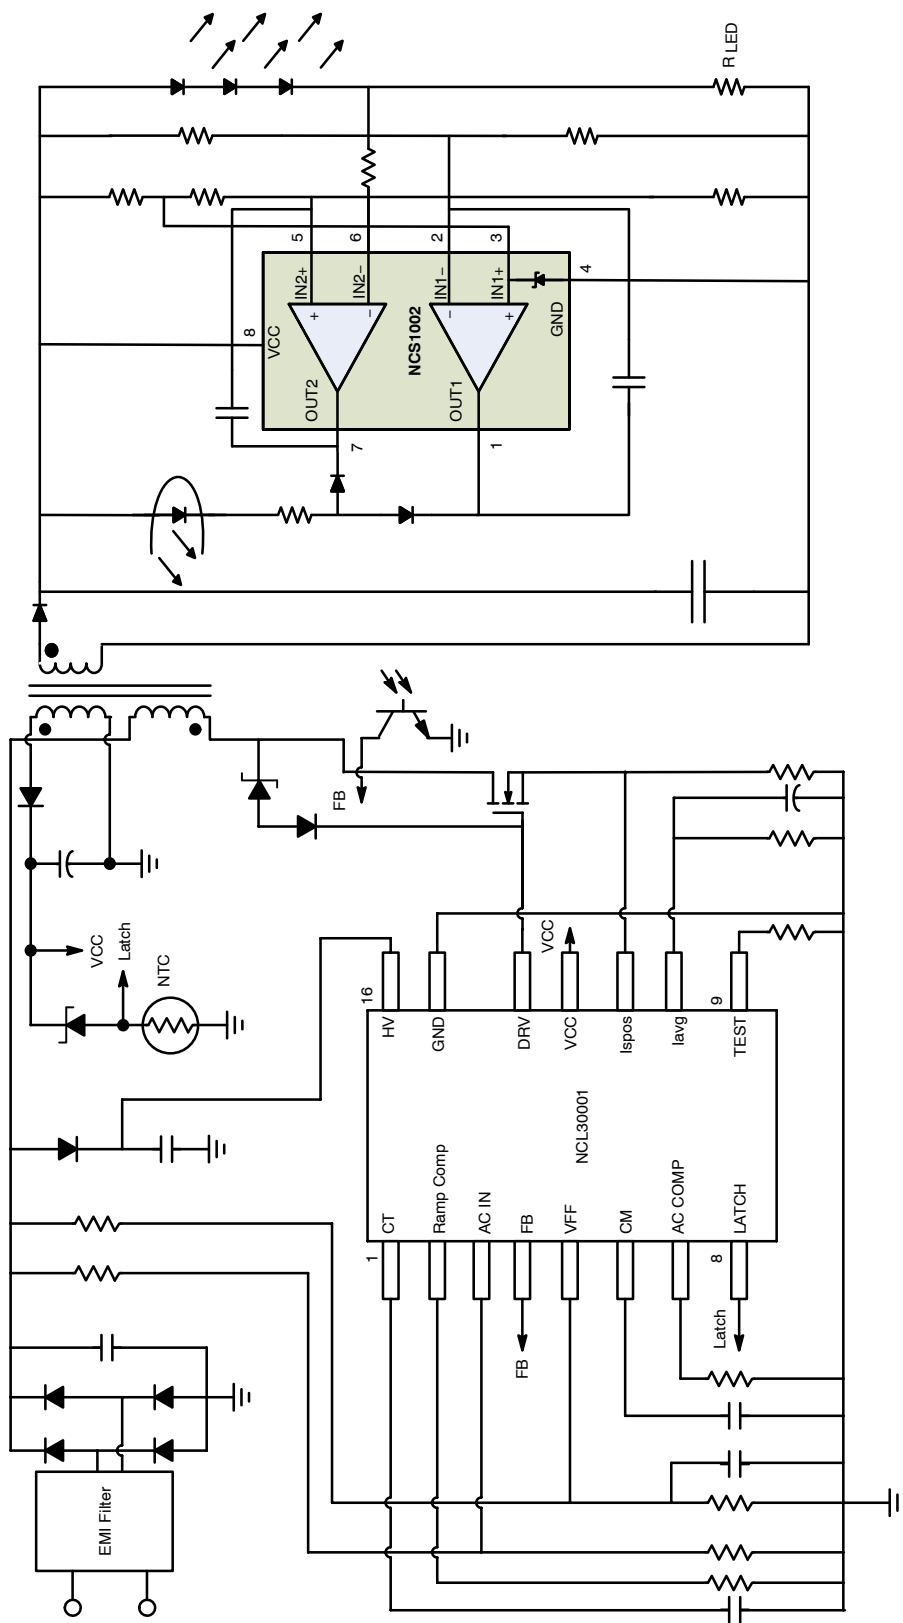 R LED
5
6
2
3
4
8
IN2+
IN2–
IN1–
IN1+
GND
VCC
+
–
–
+
NCS1002
OUT2
OUT1
7
1
FB
VCC
Latch
NTC
VCC
16
9
HV
GND
DRV
VCC
Ispos
Iavg
TEST
NCL30001
CT
Ramp Comp
AC IN
FB
VFF
CM
AC COMP
LATCH
1
8
FB
Latch
EMI Filter